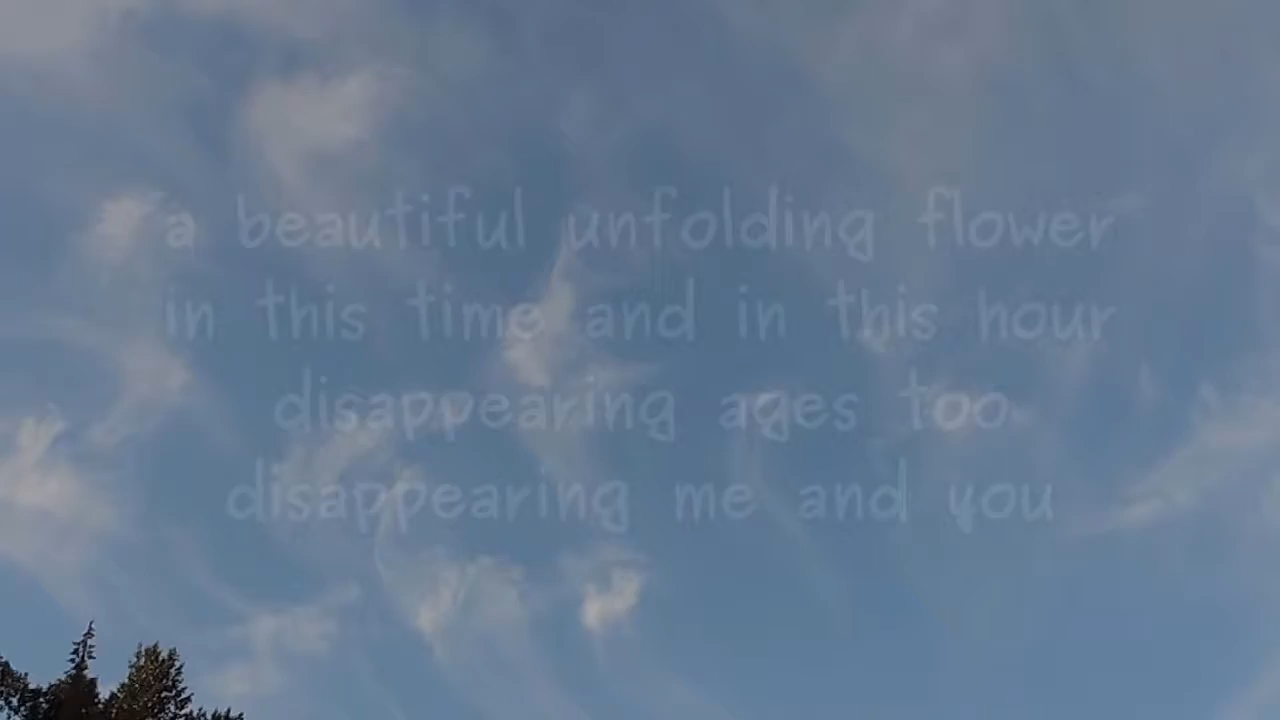 a beautiful unfolding flower
in this time and in this hour
disappearing ages too
disappearing me and you